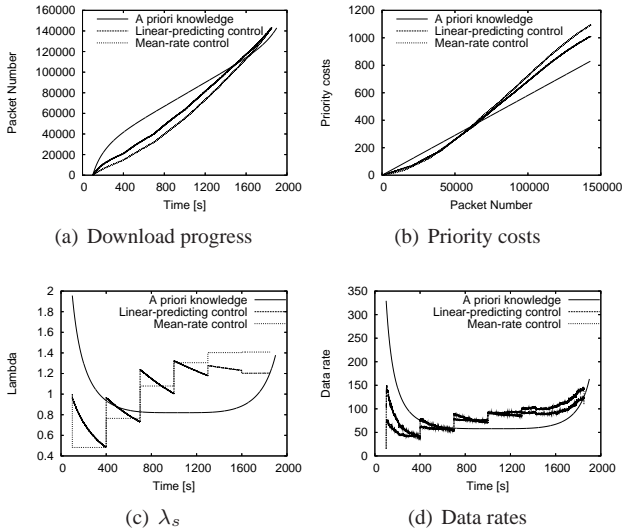 A priori knowledge
Linear-predicting control
Mean-rate control
160000
140000
120000
100000
80000
60000
40000
20000
0
Packet Number
0 400 800 1200 1600 2000
Time [s]
(a) Download progress
A priori knowledge
Linear-predicting control
Mean-rate control
1200
1000
800
600
400
200
0
Priority costs
0 50000 100000 150000
Packet Number
(b) Priority costs
A priori knowledge
Linear-predicting control
Mean-rate control
2
1.8
1.6
1.4
1.2
1
0.8
0.6
0.4
Lambda
0 400 800 1200 1600 2000
Time [s]
(c) λs
A priori knowledge
Linear-predicting control
Mean-rate control
350
300
250
200
150
100
50
0
Data rate
0 400 800 1200 1600 2000
Time [s]
(d) Data rates